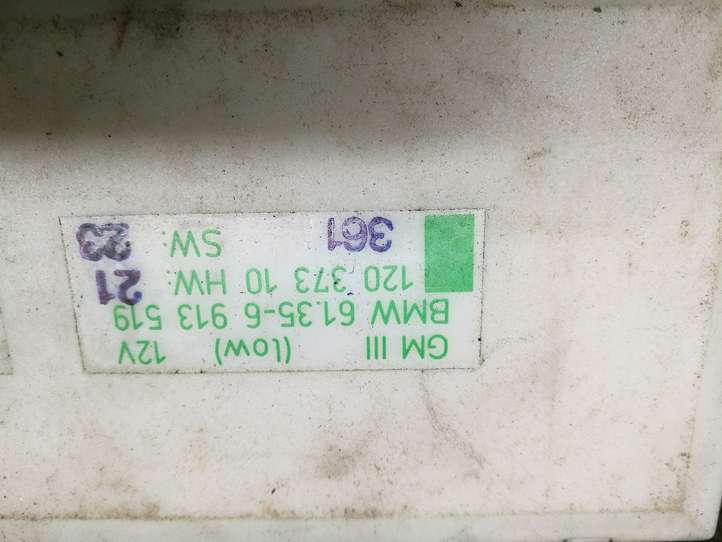 GM III (low) 12V
BMW 61.35-6 913 519
120 373 10 HW: 21
361 SW: 23